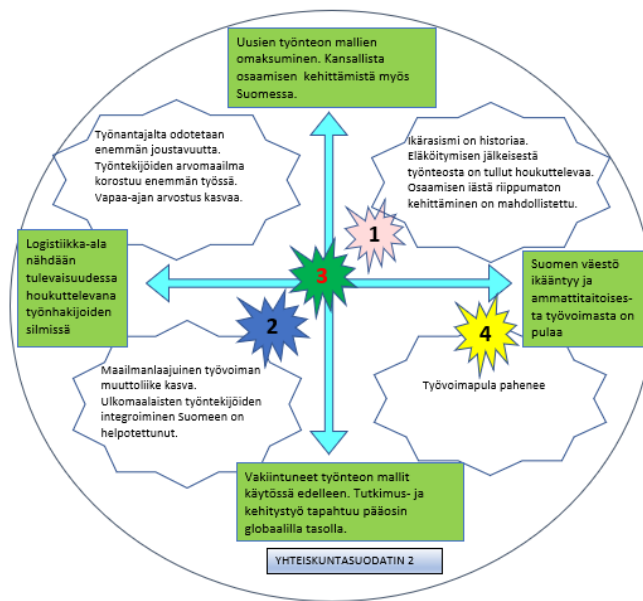 Uusien työnteon mallien
omaksuminen. Kansallista
osaamisen kehittämistä myös
Suomessa.
Työnantajalta odotetaan
enemmän joustavuutta.
Työntekijöiden arvomaailma
korostuu enemmän työssä.
Vapaa-ajan arvostus kasvaa.
Ikärasismi on historiaa.
Eläköitymisen jälkeisestä
työnteosta on tullut houkuttelevaa.
Osaamisen iästä riippumaton
kehittäminen on mahdollistettu.
1
Logistiikka-ala
nähdään
tulevaisuudessa
houkuttelevana
työnhakijoiden
silmissä
3
Suomen väestö
ikääntyy ja
ammattitaitoises-
ta työvoimasta on
pulaa
2
4
Maailmanlaajuinen työvoiman
muuttoliike kasva.
Ulkomaalaisten työntekijöiden
integroiminen Suomeen on
helpotettunut.
Työvoimapula pahenee
Vakiintuneet työnteon mallit
käytössä edelleen. Tutkimus- ja
kehitystyö tapahtuu pääosin
globaalilla tasolla.
YHTEISKUNTASUODATIN 2